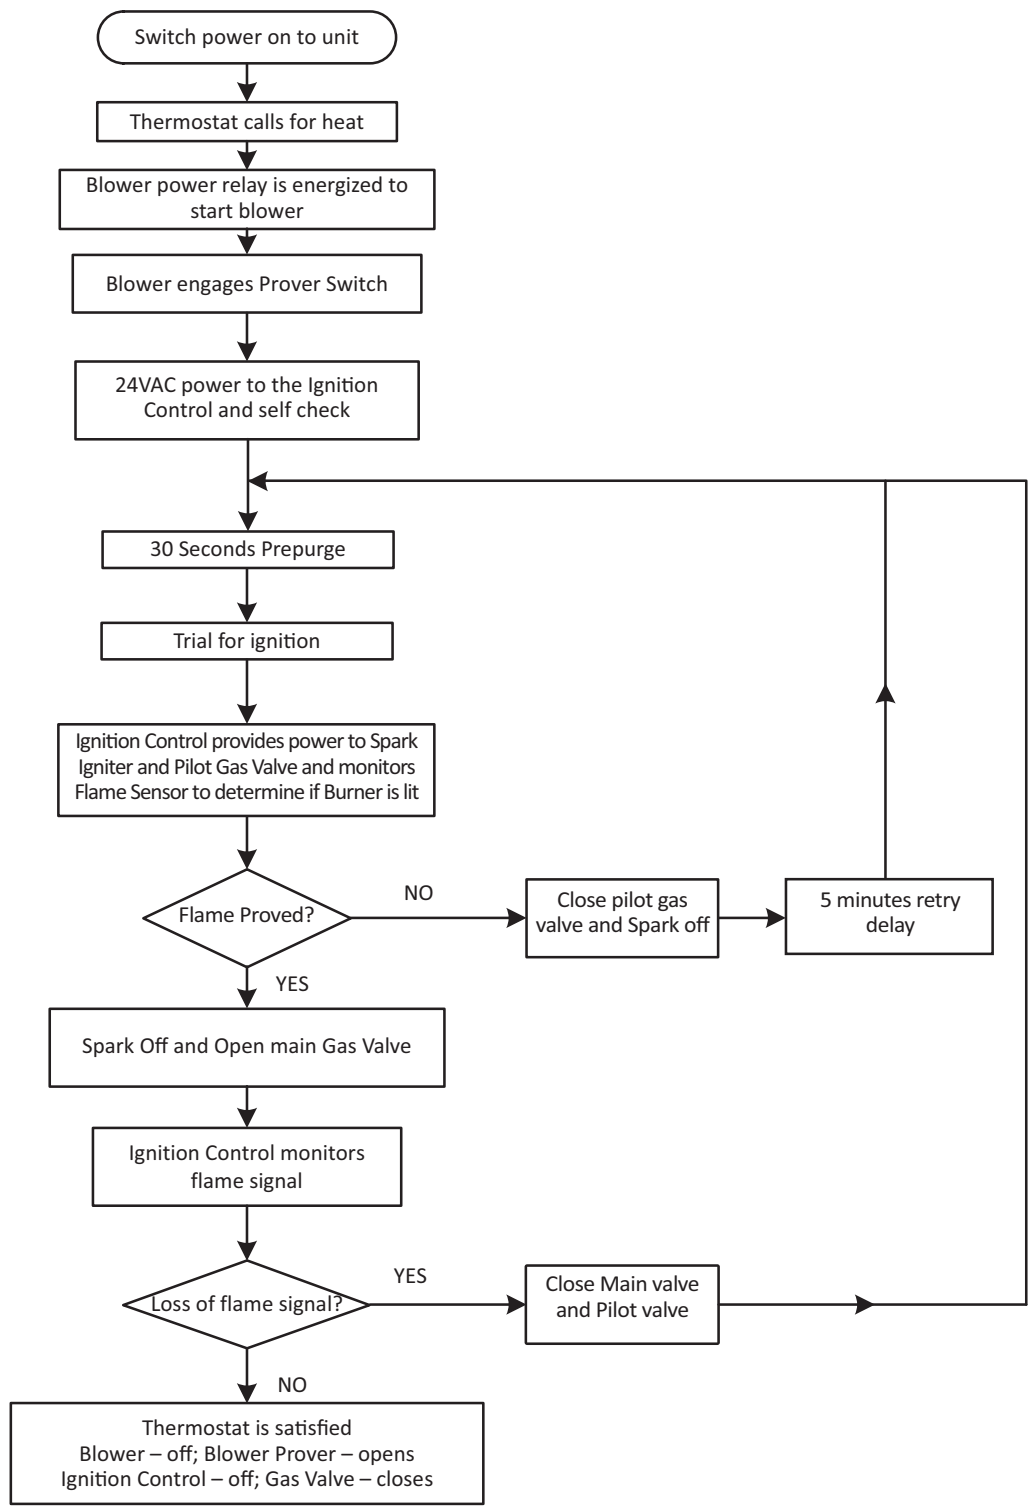 Switch power on to unit
Thermostat calls for heat
Blower power relay is energized to
start blower
Blower engages Prover Switch
24VAC power to the Ignition
Control and self check
30 Seconds Prepurge
Trial for ignition
Ignition Control provides power to Spark
Igniter and Pilot Gas Valve and monitors
Flame Sensor to determine if Burner is lit
Flame Proved?
NO
Close pilot gas
valve and Spark off
5 minutes retry
delay
YES
Spark Off and Open main Gas Valve
Ignition Control monitors
flame signal
Loss of flame signal?
YES
Close Main valve
and Pilot valve
NO
Thermostat is satisfied
Blower – off; Blower Prover – opens
Ignition Control – off; Gas Valve – closes